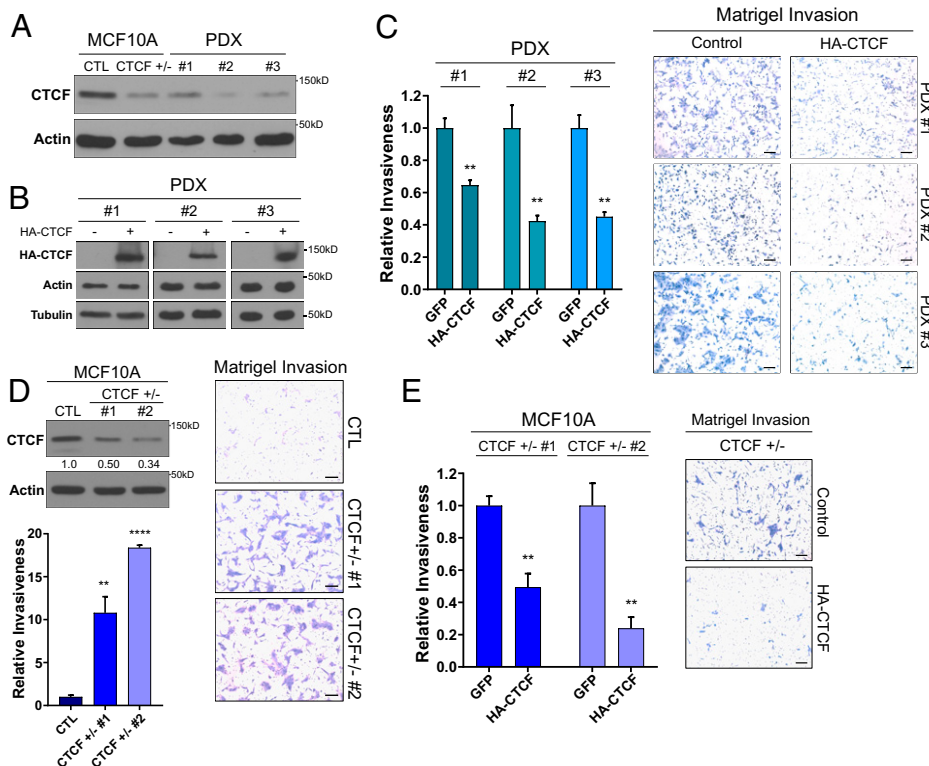 A
MCF10A PDX
CTL CTCF +/- #1 #2 #3
150kD
CTCF
50kD
Actin
B
PDX
#1 #2 #3
HA-CTCF - + - + - +
HA-CTCF
150kD
Actin
50kD
Tubulin
50kD
C
PDX
#1 #2 #3
Relative Invasiveness
1.2
1.0
0.8
0.6
0.4
0.2
0.0
** ** **
GFP HA-CTCF GFP HA-CTCF GFP HA-CTCF
Matrigel Invasion
Control HA-CTCF
PDX #1
PDX #2
PDX #3
D
MCF10A
CTCF +/-
CTL #1 #2
150kD
CTCF
1.0 0.50 0.34
50kD
Actin
Relative Invasiveness
20
15
10
5
0
** ****
CTL CTCF +/- #1 CTCF +/- #2
Matrigel Invasion
CTL
CTCF+/- #1
CTCF+/- #2
E
MCF10A
CTCF +/- #1 CTCF +/- #2
Relative Invasiveness
1.2
1.0
0.8
0.6
0.4
0.2
0.0
** **
GFP HA-CTCF GFP HA-CTCF
Matrigel Invasion
CTCF +/-
Control
HA-CTCF